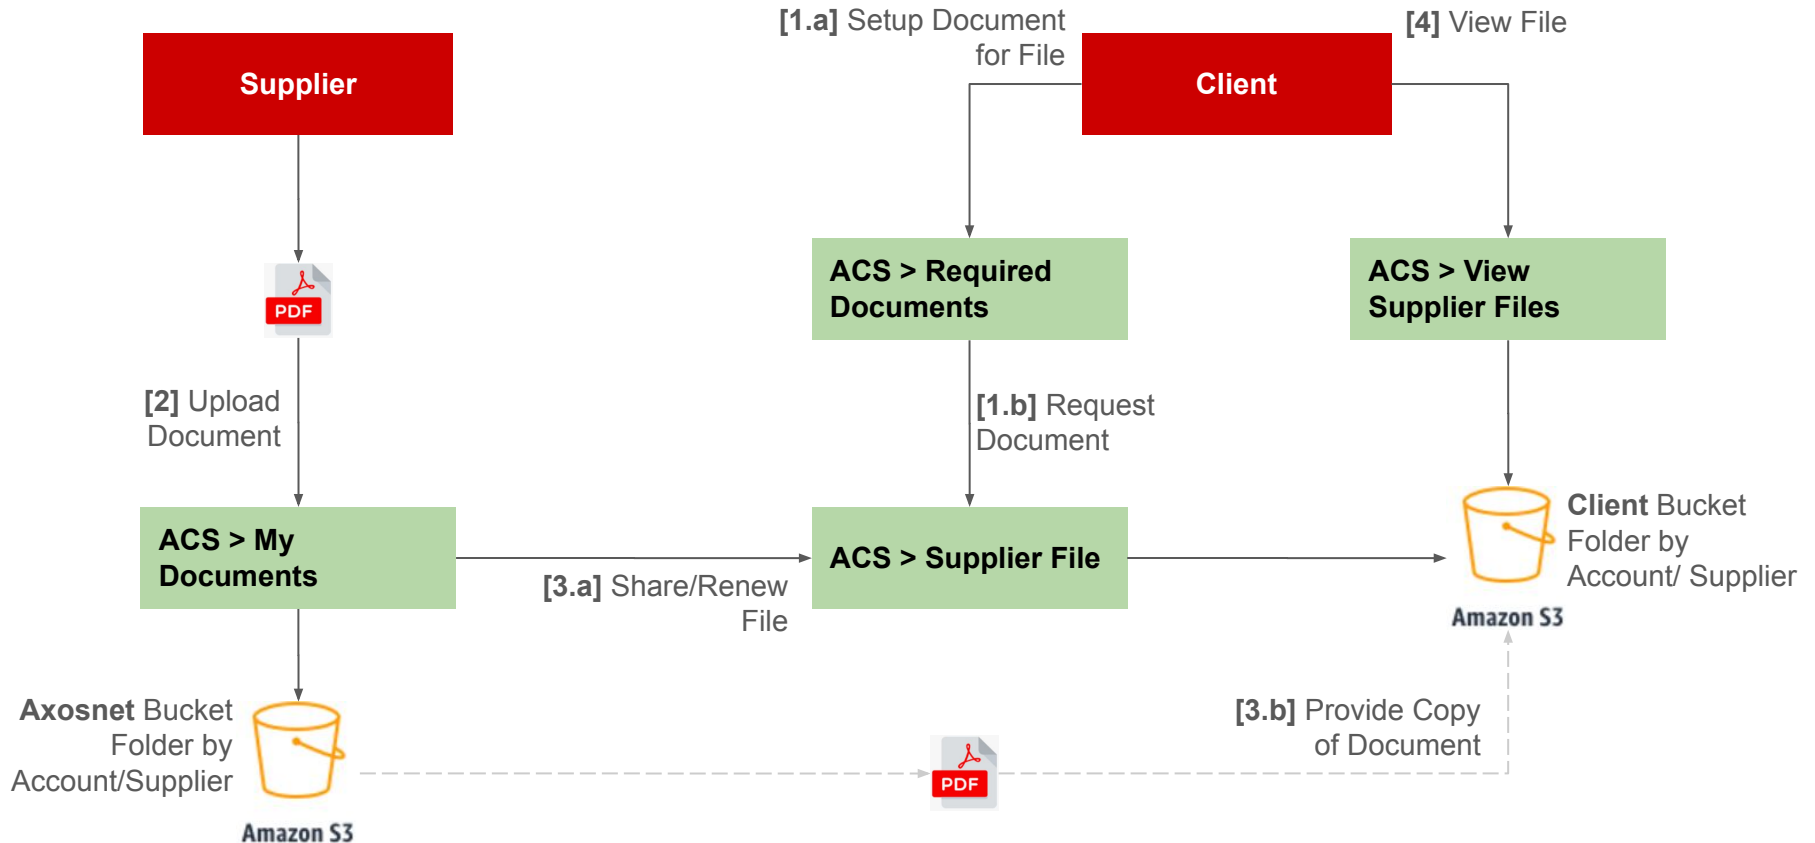 [1.a] Setup Document
for File
[4] View File
Supplier
Client
ACS > Required
Documents
ACS > View
Supplier Files
PDF
[2] Upload
Document
[1.b] Request
Document
ACS > My
Documents
[3.a] Share/Renew
File
ACS > Supplier File
Client Bucket
Folder by
Account/ Supplier
Amazon S3
Axosnet Bucket
Folder by
Account/Supplier
Amazon S3
PDF
[3.b] Provide Copy
of Document